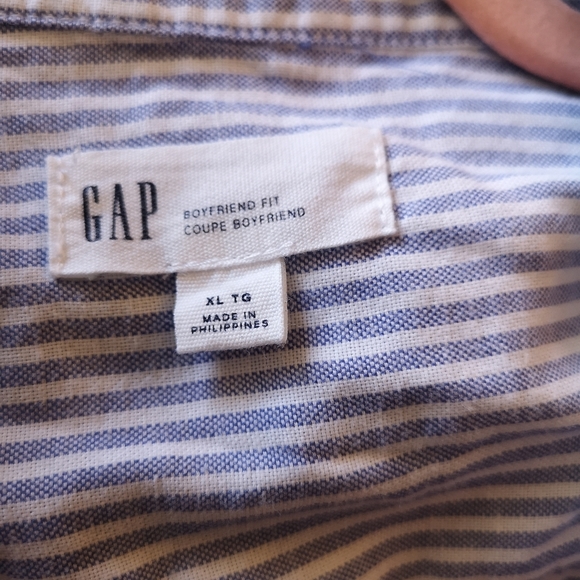 GAP
BOYFRIEND FIT
COUPE BOYFRIEND
XL TG
MADE IN
PHILIPPINES